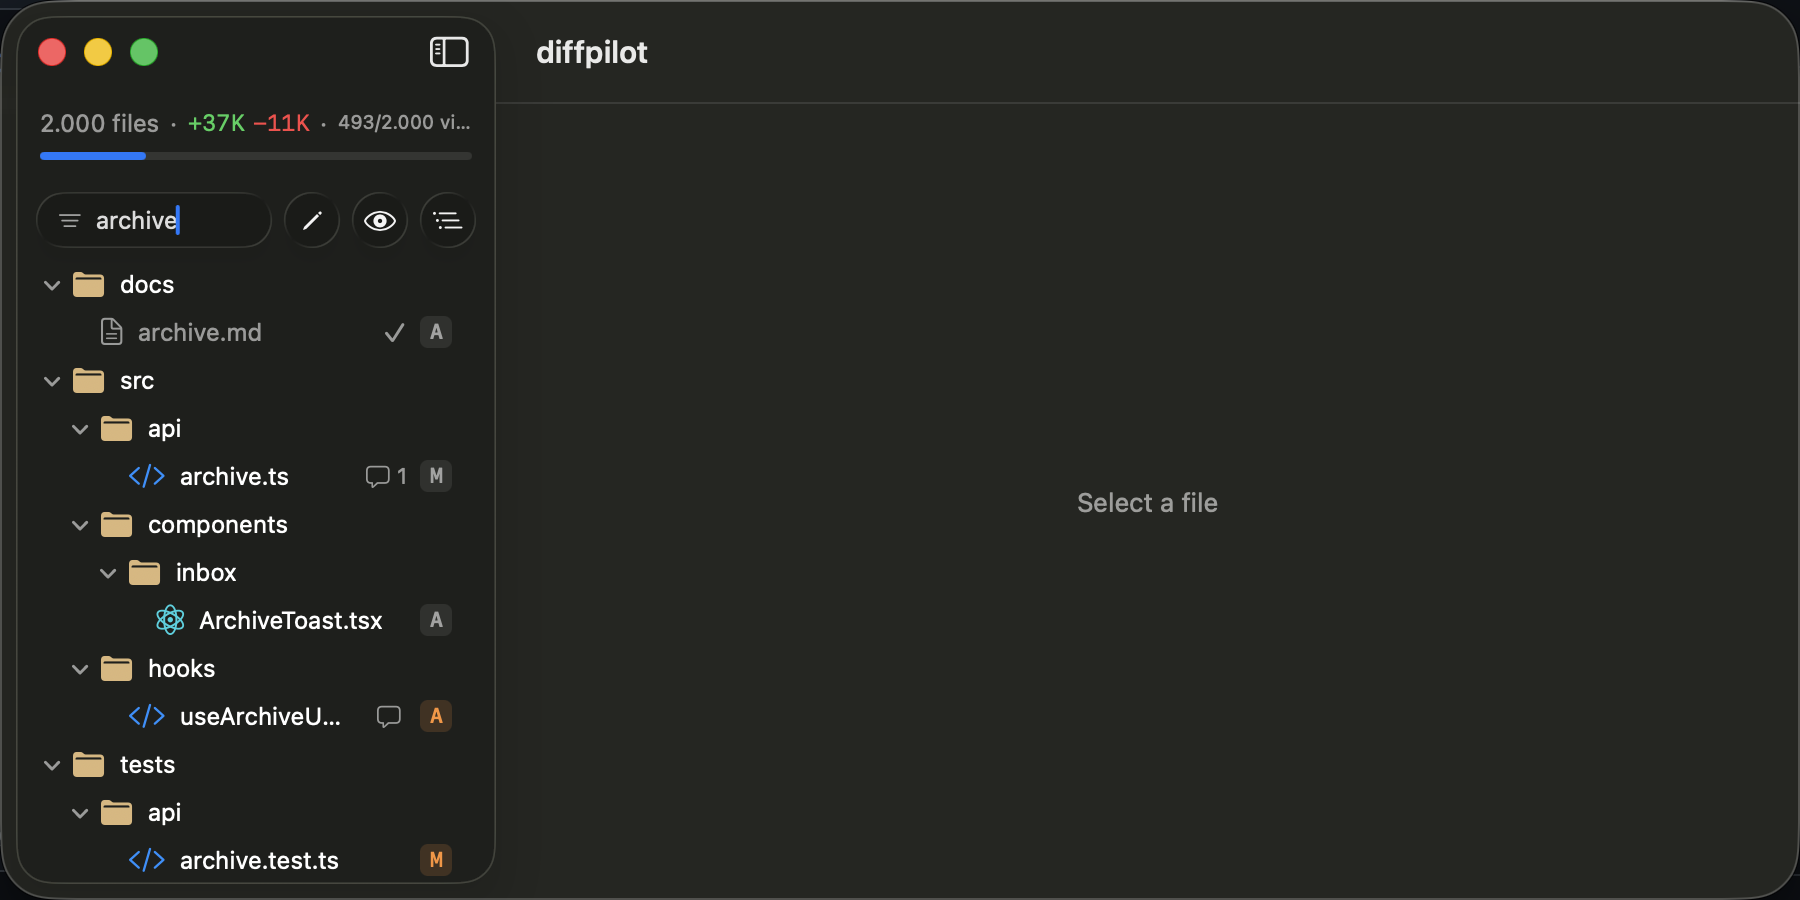 diffpilot
2.000 files · +37K −11K · 493/2.000 vi...
archive
docs
archive.md A
src
api
</> archive.ts 1 M
components
inbox
ArchiveToast.tsx A
hooks
</> useArchiveU... A
tests
api
</> archive.test.ts M
Select a file